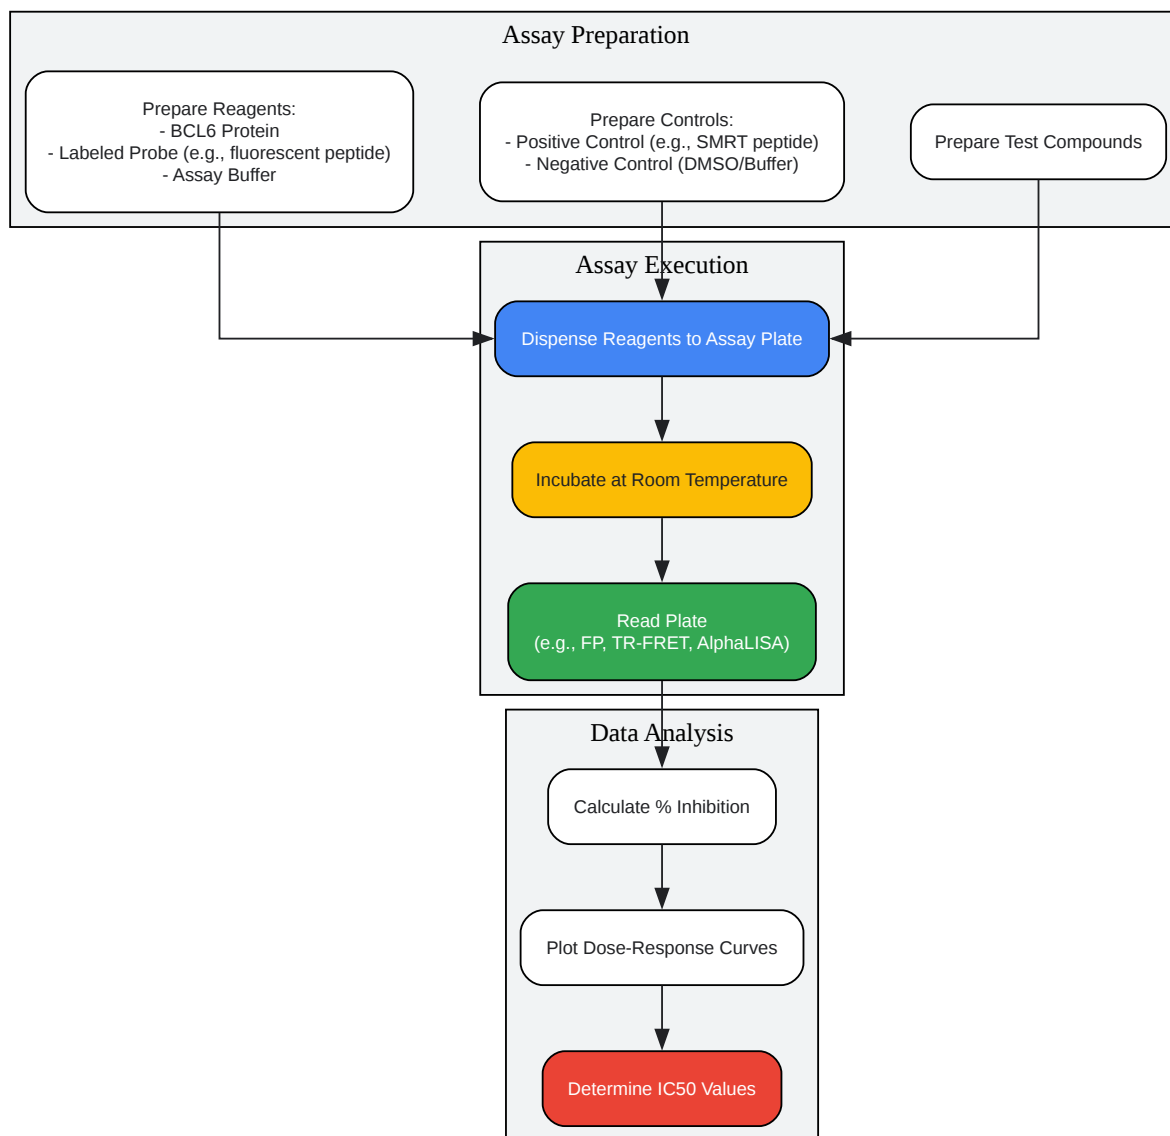 Assay Preparation
Prepare Reagents:
- BCL6 Protein
- Labeled Probe (e.g., fluorescent peptide)
- Assay Buffer
Prepare Controls:
- Positive Control (e.g., SMRT peptide)
- Negative Control (DMSO/Buffer)
Prepare Test Compounds
Assay Execution
Dispense Reagents to Assay Plate
Incubate at Room Temperature
Read Plate
(e.g., FP, TR-FRET, AlphaLISA)
Data Analysis
Calculate % Inhibition
Plot Dose-Response Curves
Determine IC50 Values